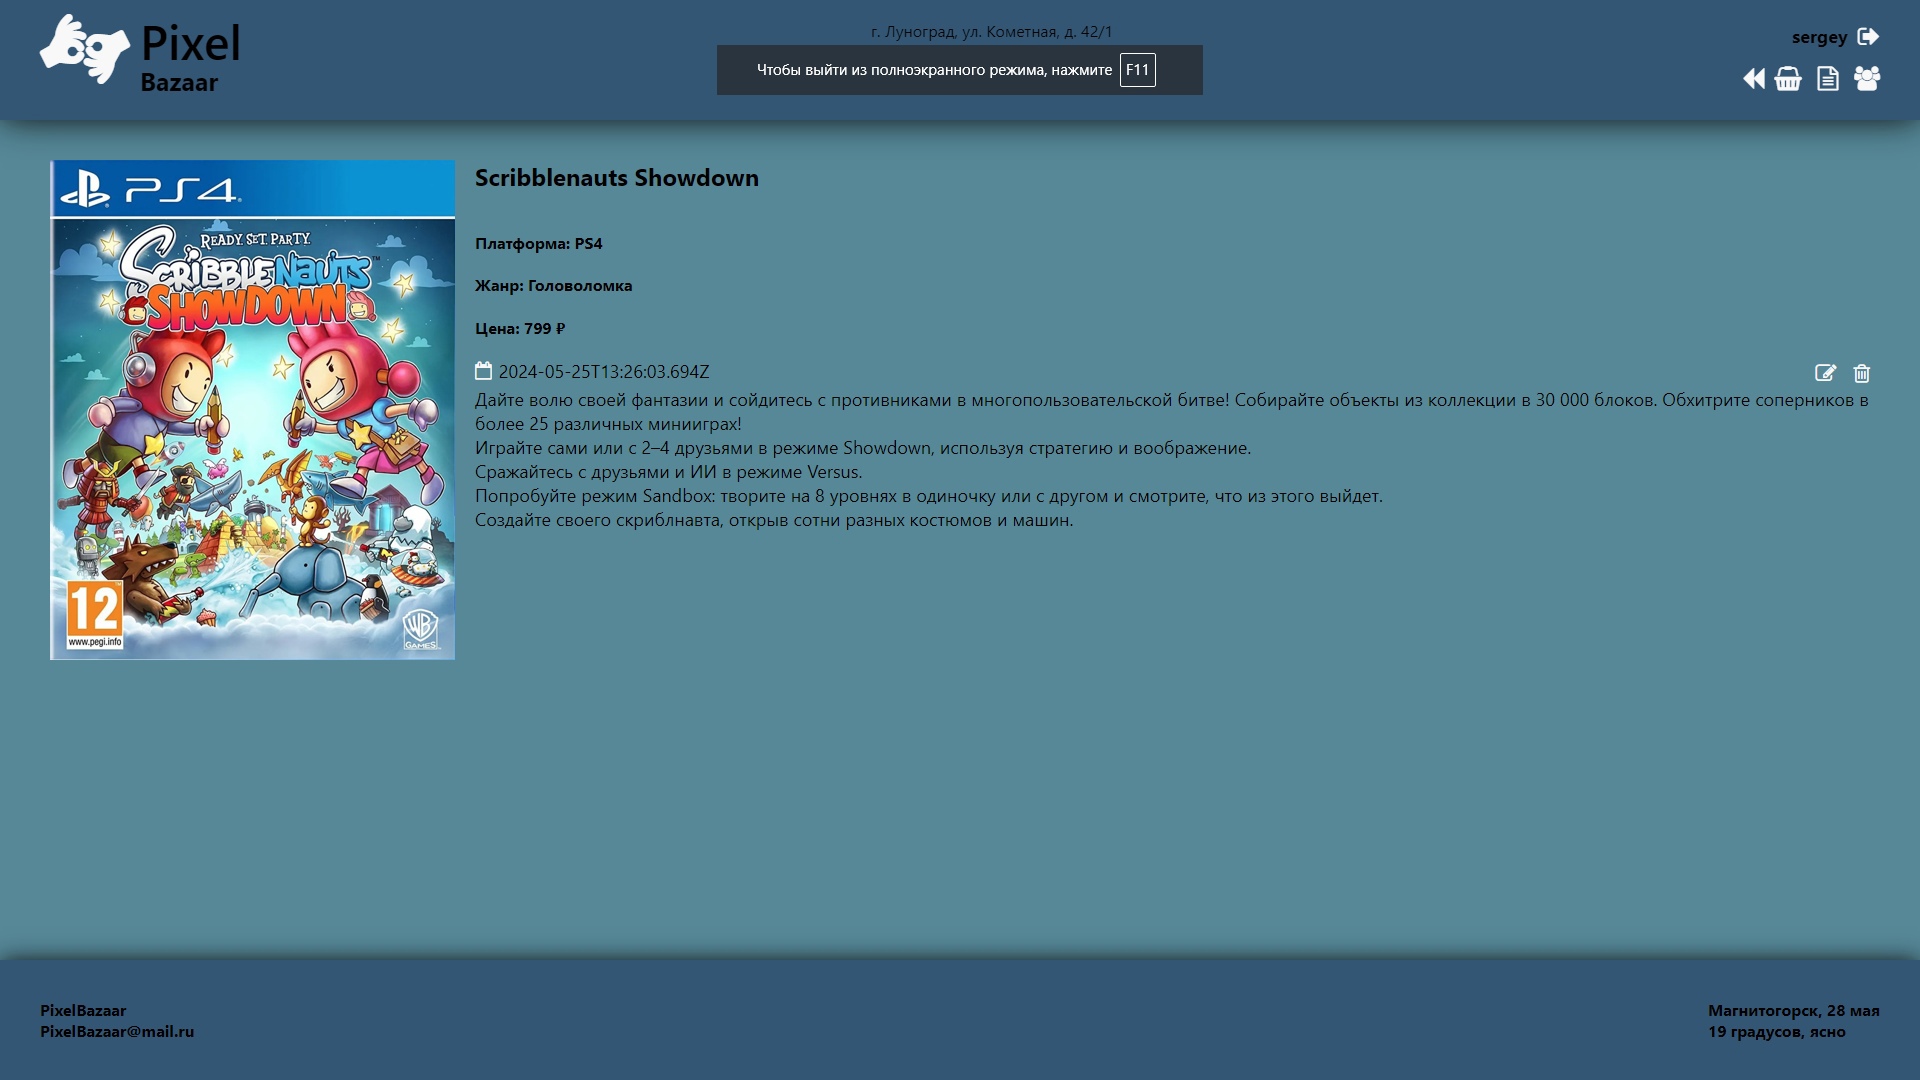 Pixel
Bazaar
г. Луноград, ул. Кометная, д. 42/1
Чтобы выйти из полноэкранного режима, нажмите F11
sergey
PS4
READY. SET. PARTY.
SCRIBBLENAUTS™
SHOWDOWN
12
www.pegi.info
WB
GAMES
Scribblenauts Showdown
Платформа: PS4
Жанр: Головоломка
Цена: 799 ₽
2024-05-25T13:26:03.694Z
Дайте волю своей фантазии и сойдитесь с противниками в многопользовательской битве! Собирайте объекты из коллекции в 30 000 блоков. Обхитрите соперников в
более 25 различных минииграх!
Играйте сами или с 2–4 друзьями в режиме Showdown, используя стратегию и воображение.
Сражайтесь с друзьями и ИИ в режиме Versus.
Попробуйте режим Sandbox: творите на 8 уровнях в одиночку или с другом и смотрите, что из этого выйдет.
Создайте своего скриблнавта, открыв сотни разных костюмов и машин.
PixelBazaar
PixelBazaar@mail.ru
Магнитогорск, 28 мая
19 градусов, ясно